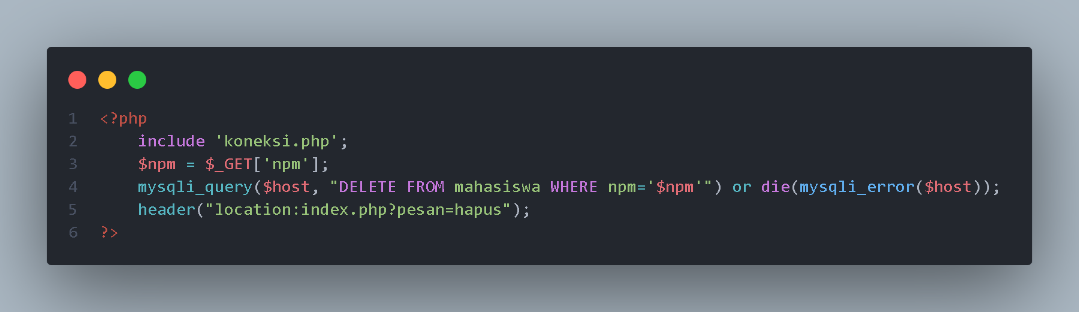 1 <?php
2 include 'koneksi.php';
3 $npm = $_GET['npm'];
4 mysqli_query($host, "DELETE FROM mahasiswa WHERE npm='$npm'") or die(mysqli_error($host));
5 header("location:index.php?pesan=hapus");
6 ?>